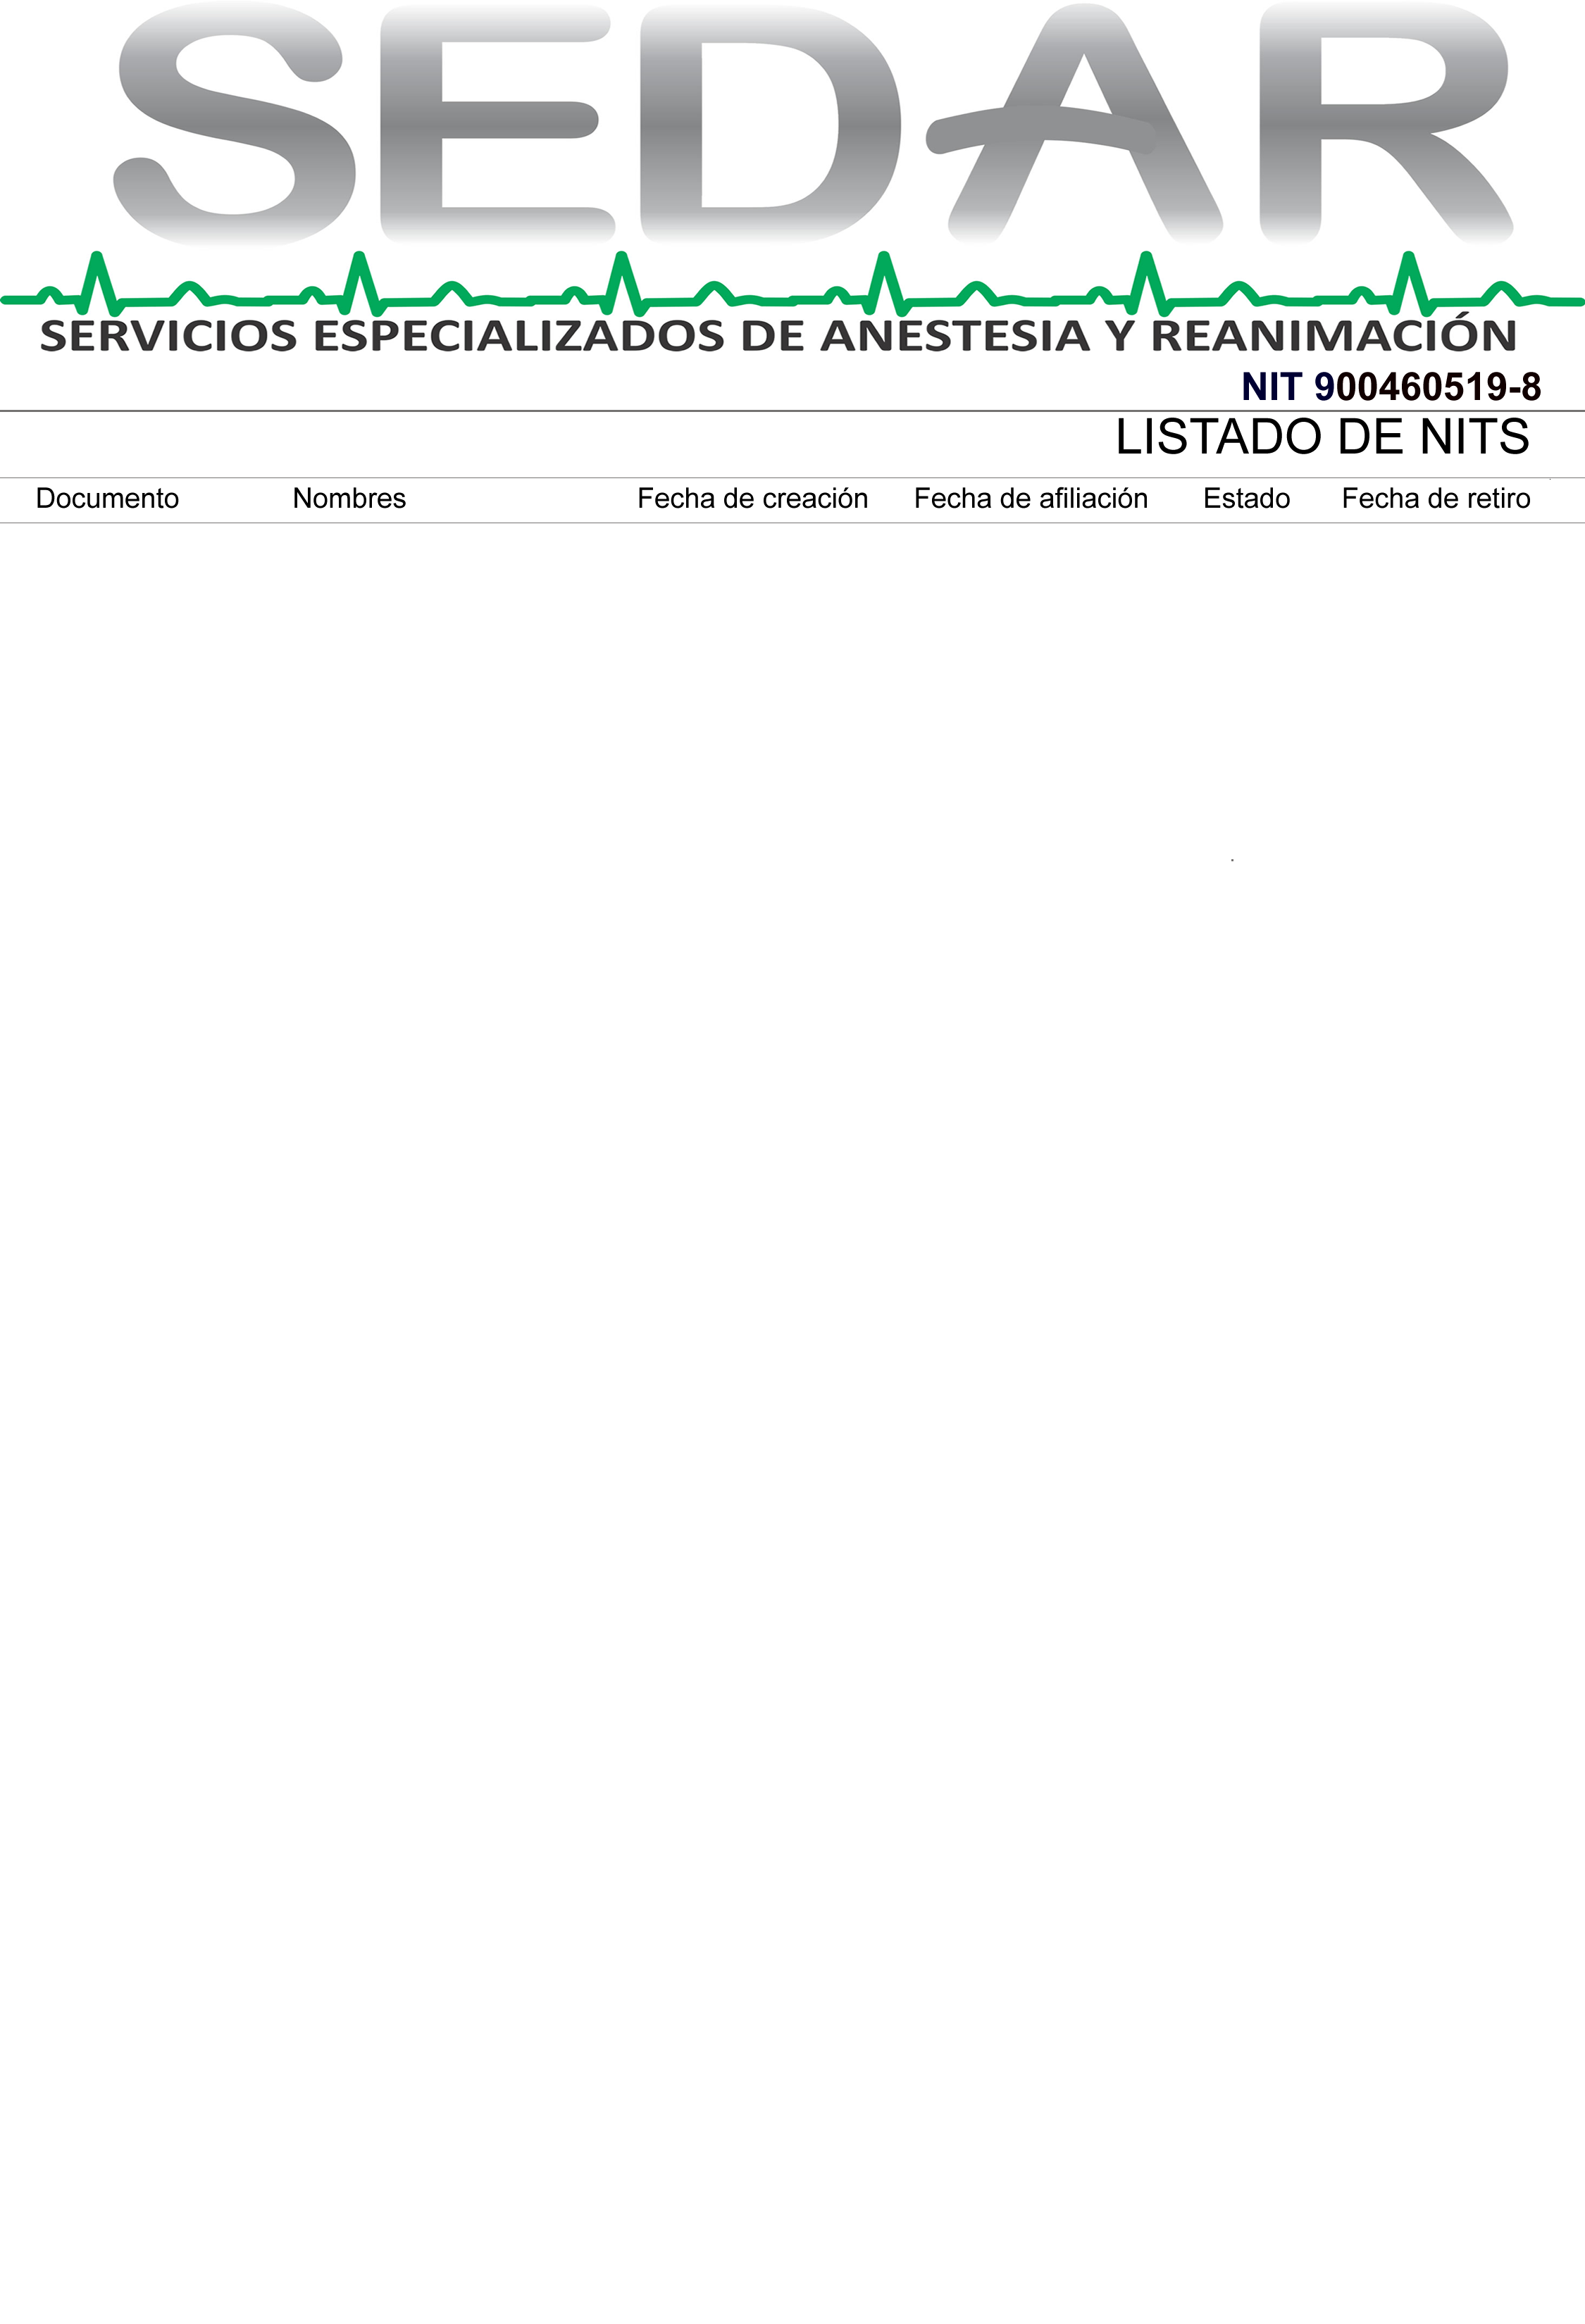 SEDAR
SERVICIOS ESPECIALIZADOS DE ANESTESIA Y REANIMACIÓN
NIT 900460519-8
LISTADO DE NITS
Documento Nombres Fecha de creación Fecha de afiliación Estado Fecha de retiro